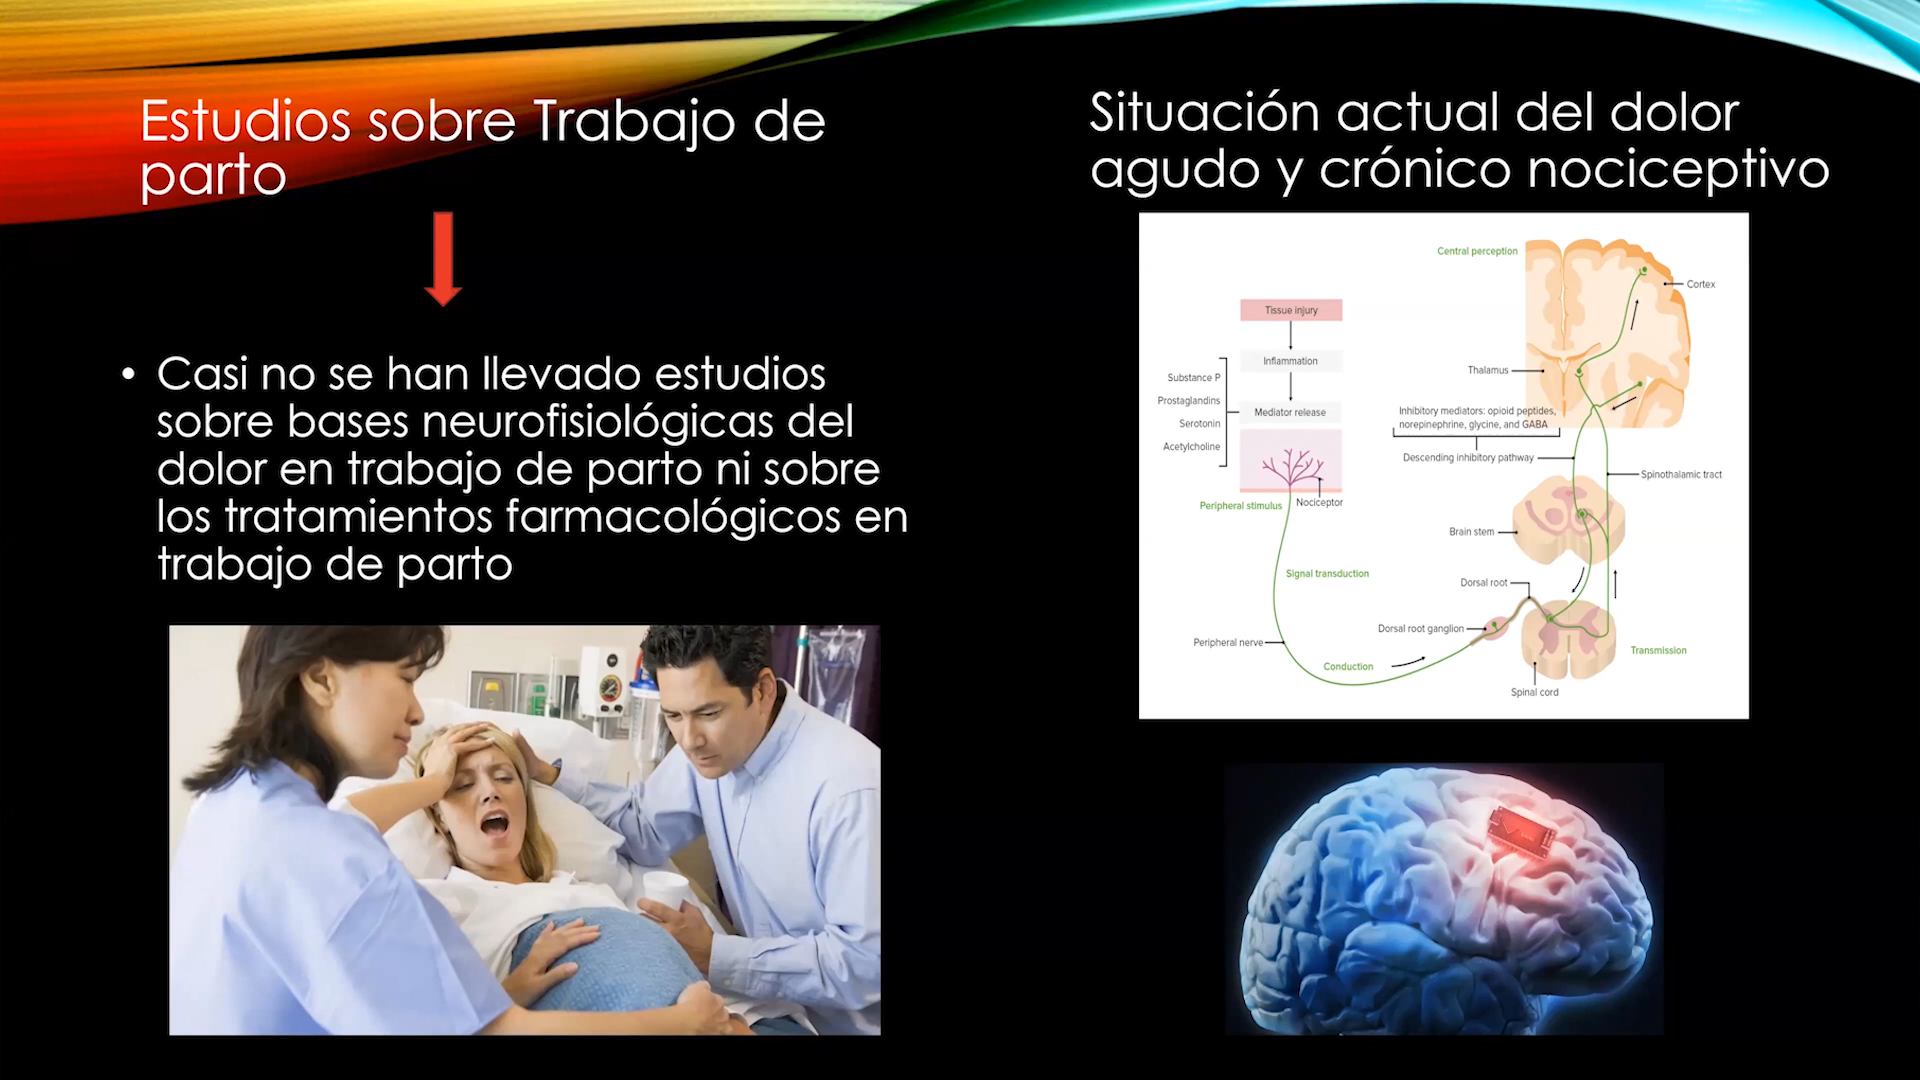 Estudios sobre Trabajo de
parto
• Casi no se han llevado estudios
sobre bases neurofisiológicas del
dolor en trabajo de parto ni sobre
los tratamientos farmacológicos en
trabajo de parto
Situación actual del dolor
agudo y crónico nociceptivo
Central perception
Cortex
Tissue injury
Inflammation
Thalamus
Substance P
Prostaglandins
Serotonin
Acetylcholine
Mediator release
Inhibitory mediators: opioid peptides,
norepinephrine, glycine, and GABA
Descending inhibitory pathway
Spinothalamic tract
Peripheral stimulus
Nociceptor
Brain stem
Signal transduction
Dorsal root
Dorsal root ganglion
Peripheral nerve
Conduction
Transmission
Spinal cord